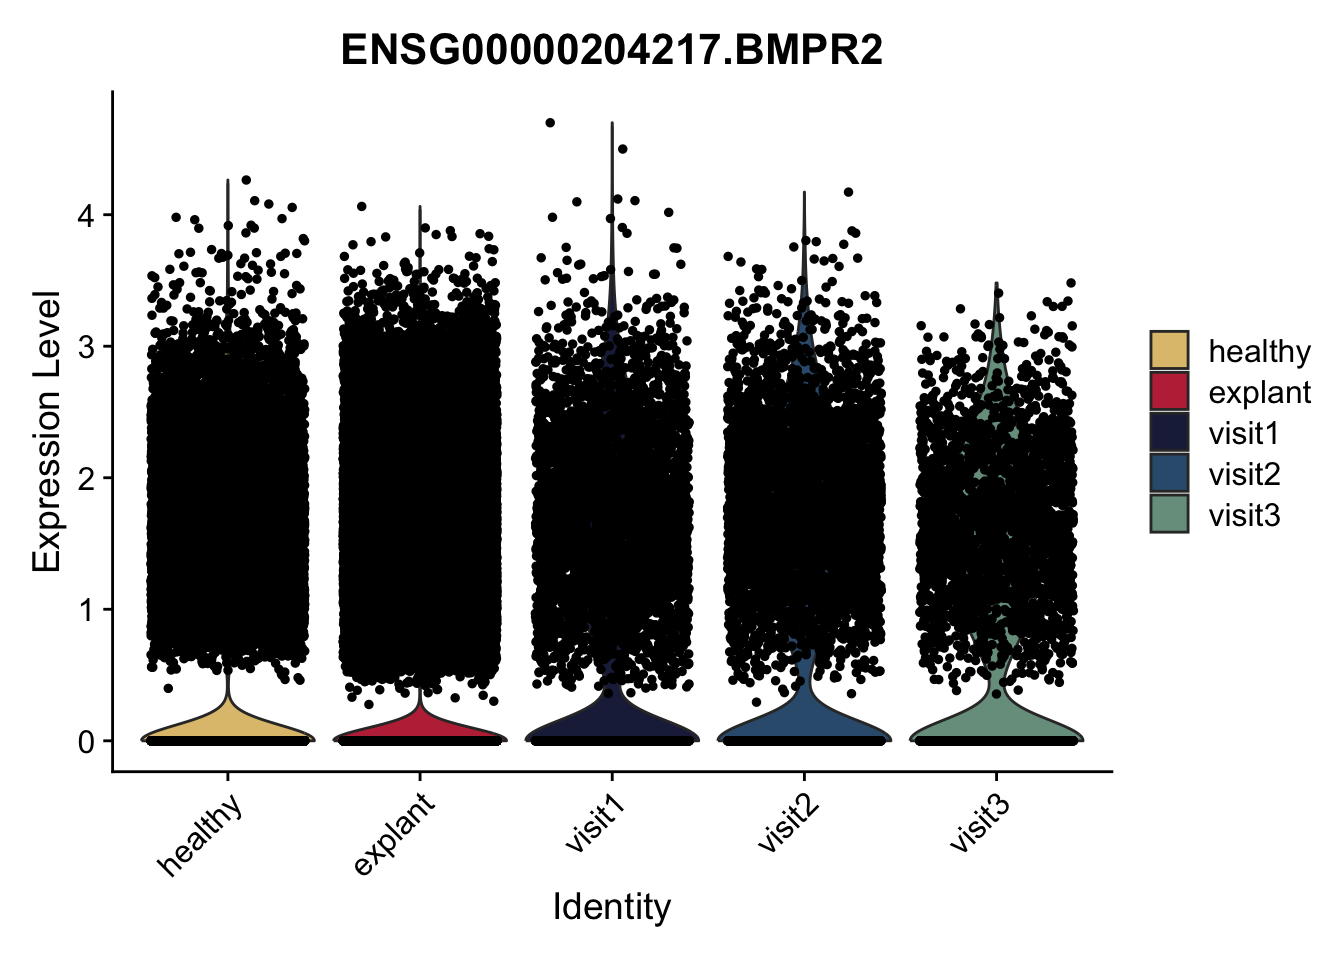 ENSG00000204217.BMPR2
Expression Level
4
3
2
1
0
healthy
explant
visit1
visit2
visit3
Identity
healthy
explant
visit1
visit2
visit3